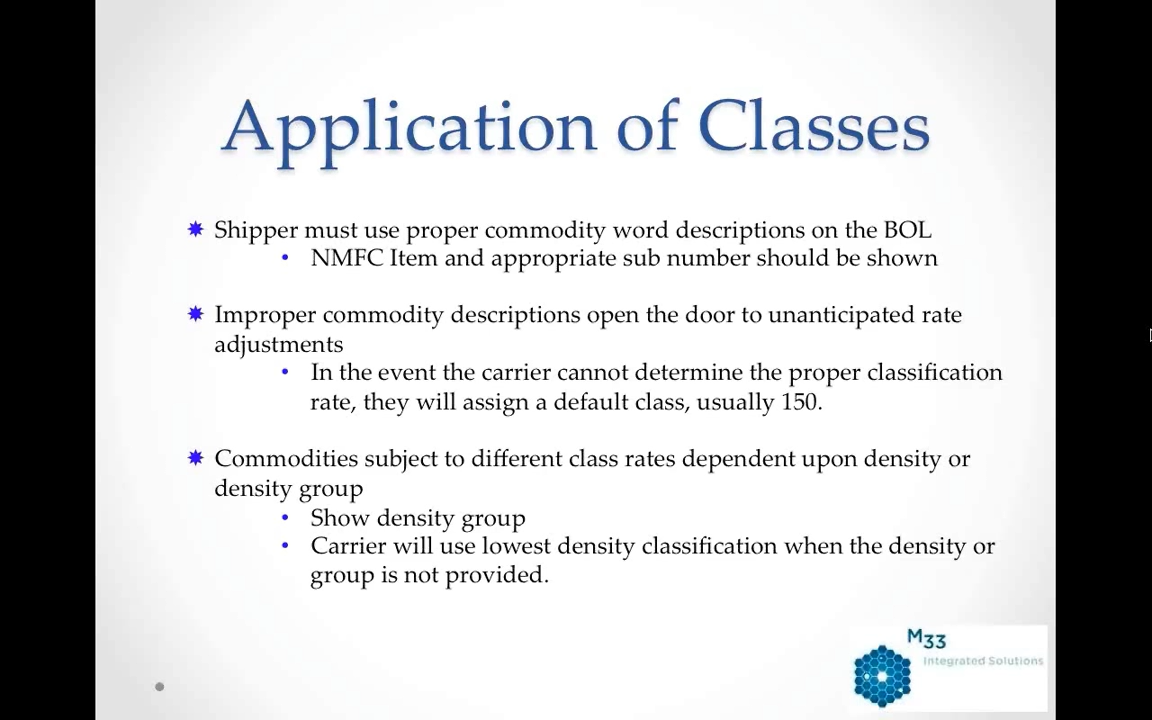 Application of Classes
Shipper must use proper commodity word descriptions on the BOL
NMFC Item and appropriate sub number should be shown
Improper commodity descriptions open the door to unanticipated rate
adjustments
In the event the carrier cannot determine the proper classification
rate, they will assign a default class, usually 150.
Commodities subject to different class rates dependent upon density or
density group
Show density group
Carrier will use lowest density classification when the density or
group is not provided.
M33
Integrated Solutions